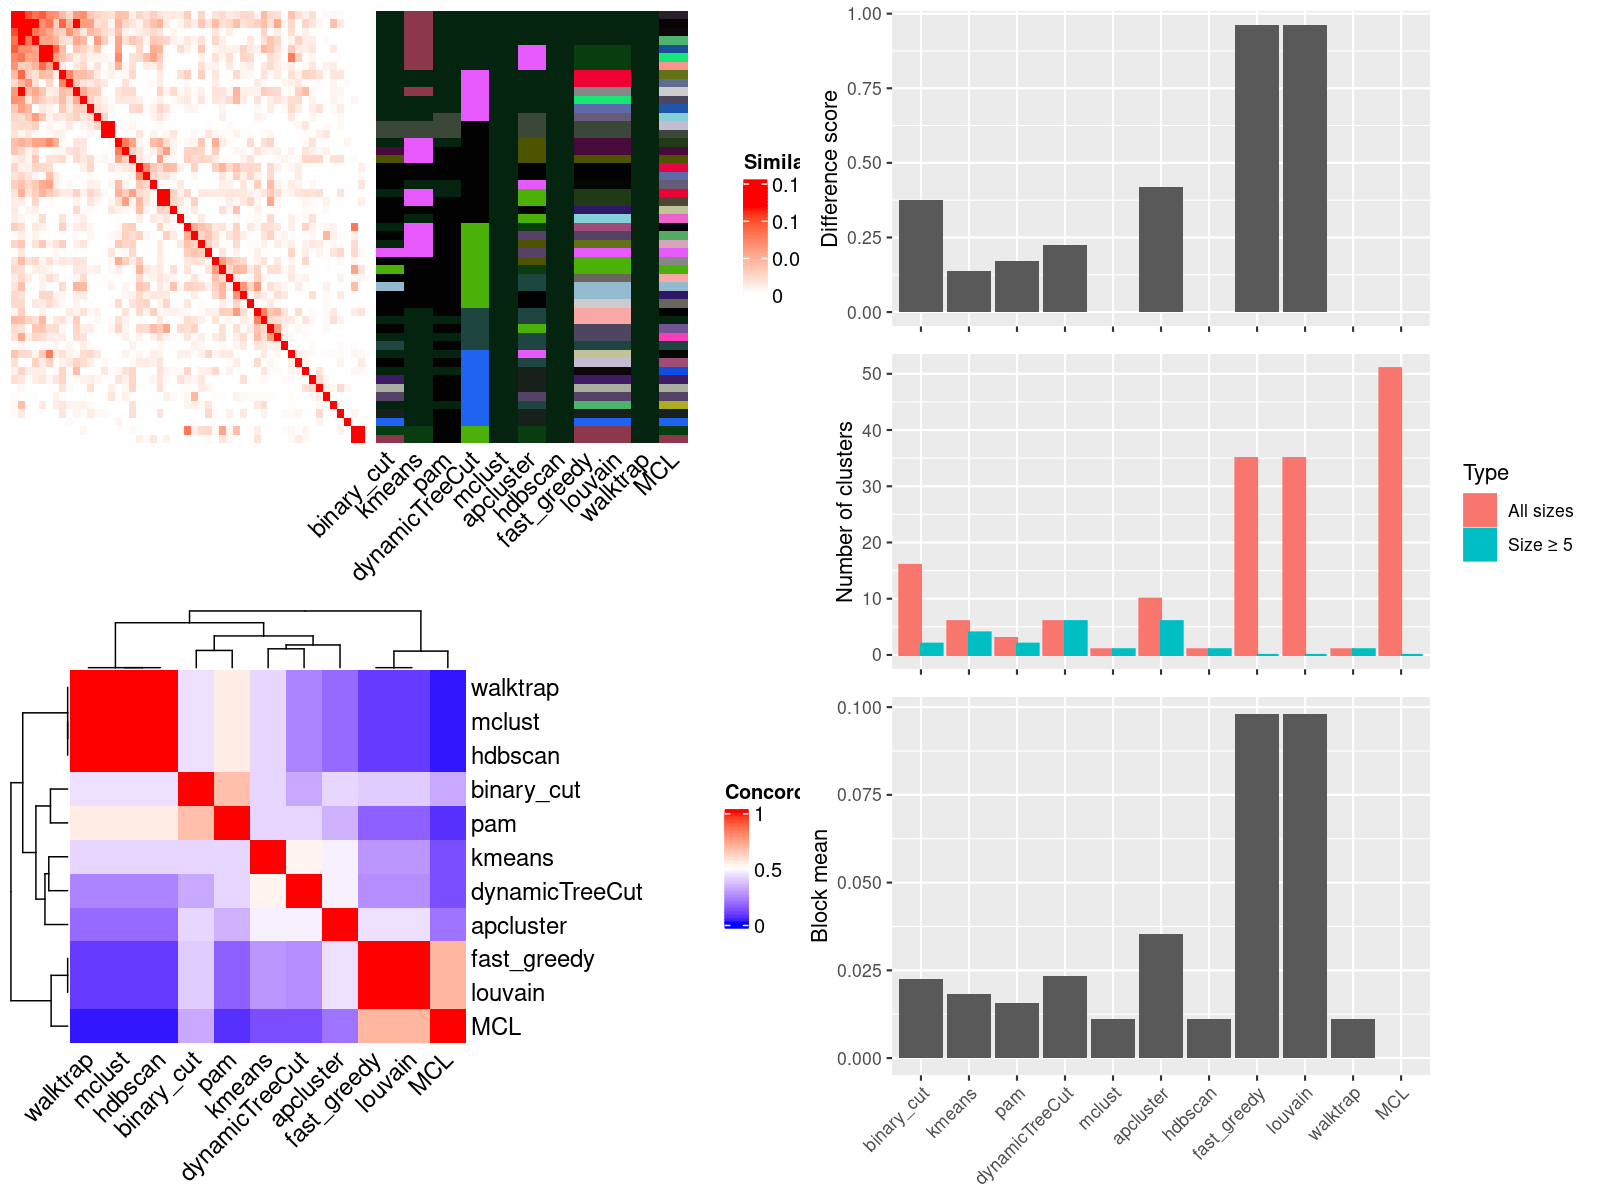 Simila
0.1
0.1
0.0
0
binary_cut
kmeans
pam
dynamicTreeCut
mclust
apcluster
hdbscan
fast_greedy
louvain
walktrap
MCL
walktrap
mclust
hdbscan
binary_cut
pam
kmeans
dynamicTreeCut
apcluster
fast_greedy
louvain
MCL
walktrap
mclust
hdbscan
binary_cut
pam
kmeans
dynamicTreeCut
apcluster
fast_greedy
louvain
MCL
Concord
1
0.5
0
Difference score
1.00
0.75
0.50
0.25
0.00
Number of clusters
50
40
30
20
10
0
Type
All sizes
Size ≥ 5
Block mean
0.100
0.075
0.050
0.025
0.000
binary_cut
kmeans
pam
dynamicTreeCut
mclust
apcluster
hdbscan
fast_greedy
louvain
walktrap
MCL